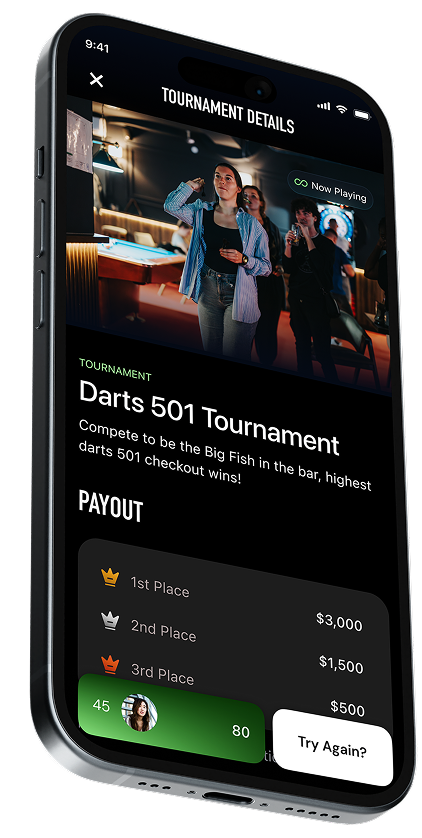 9:41
TOURNAMENT DETAILS
Now Playing
TOURNAMENT
Darts 501 Tournament
Compete to be the Big Fish in the bar, highest
darts 501 checkout wins!
PAYOUT
1st Place $3,000
2nd Place $1,500
3rd Place $500
45 80
Try Again?